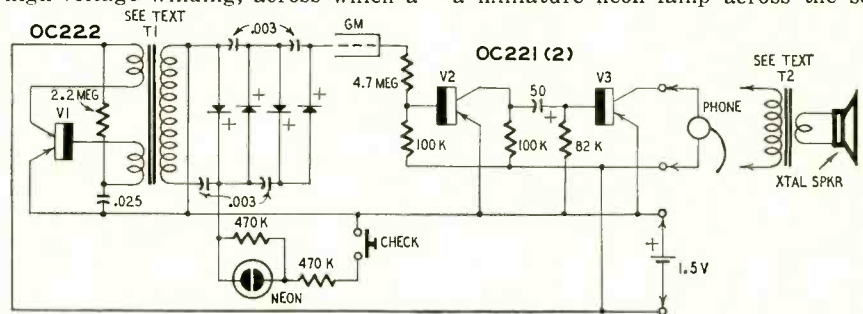 high-voltage winding, across which a
a miniature neon lamp across the s
OC222
SEE TEXT
T1
.003
GM
OC221 (2)
2.2 MEG
V1
+
+
+
+
4.7 MEG
V2
50
+
V3
PHONE
SEE TEXT
T2
100 K
100 K
82 K
XTAL SPKR
.025
.003
470 K
470 K
CHECK
NEON
+
1.5 V